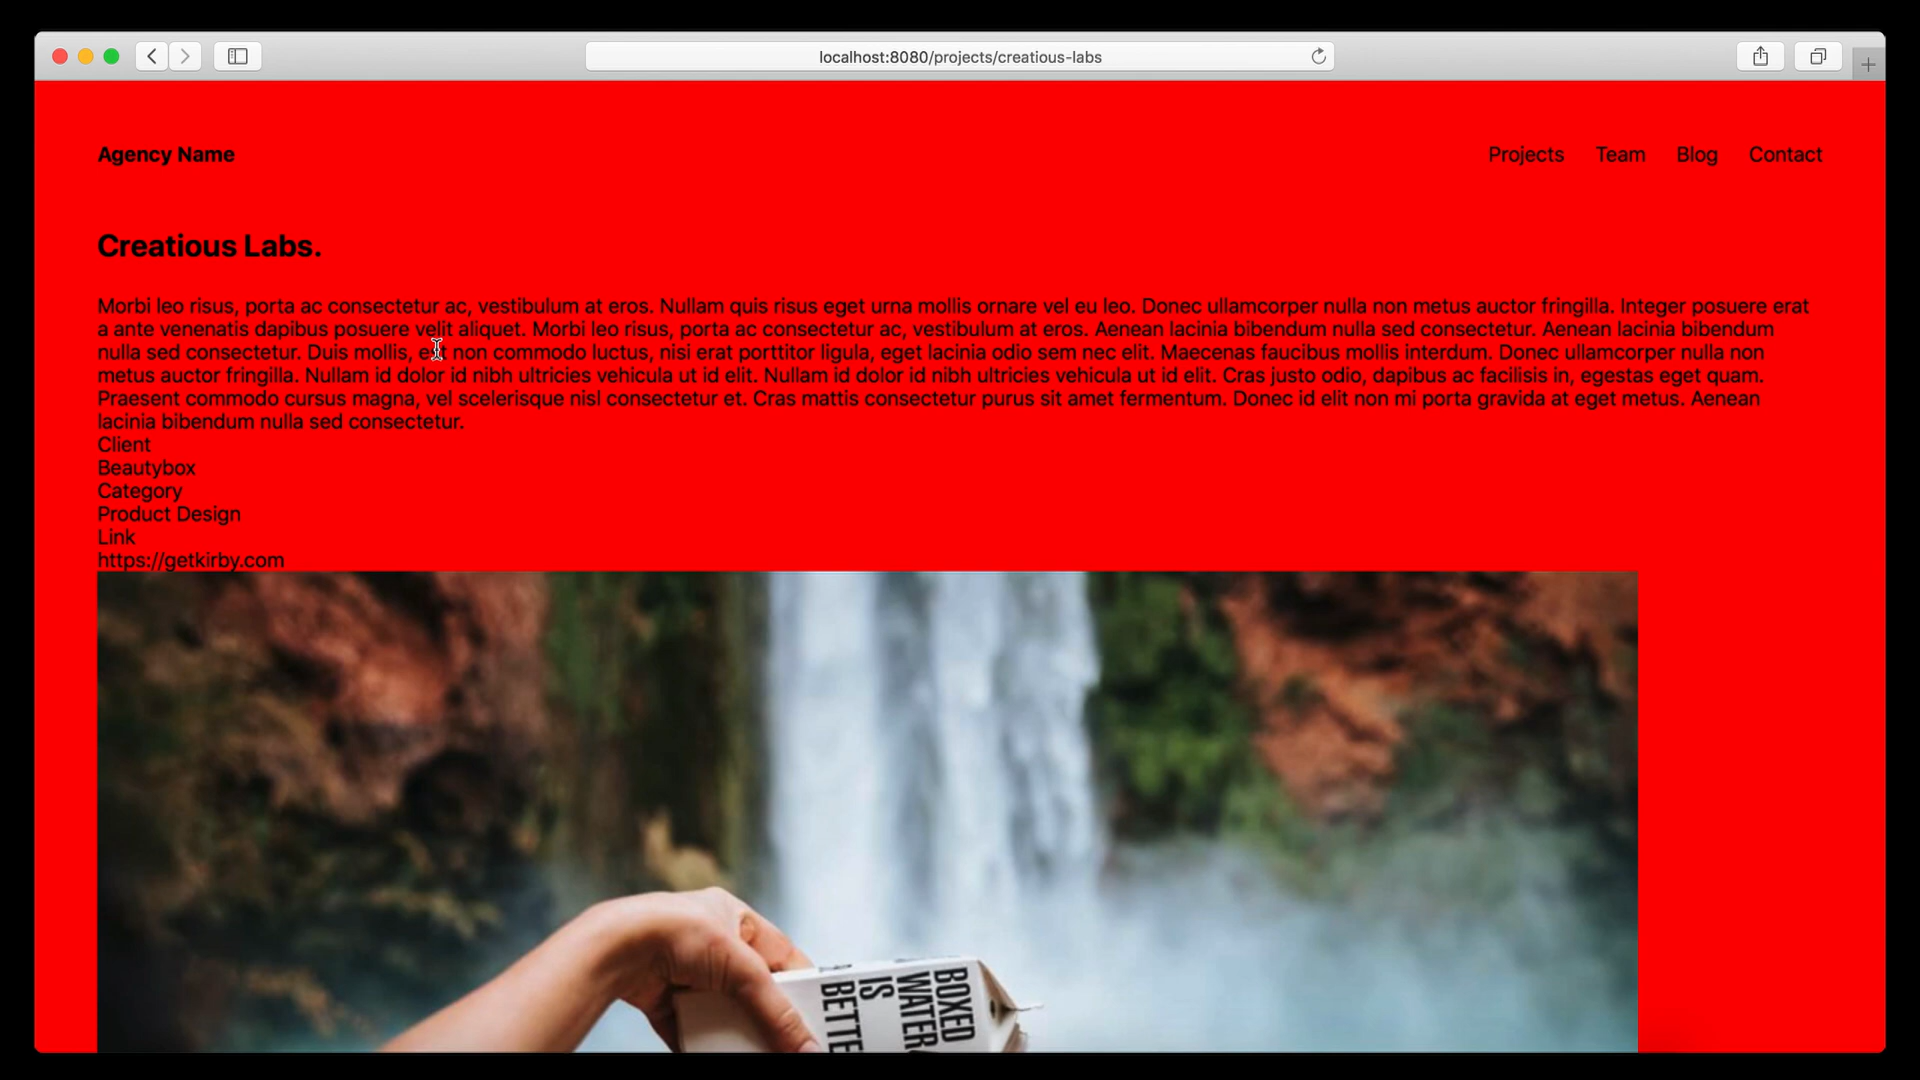 localhost:8080/projects/creatious-labs
Agency Name
Projects Team Blog Contact
Creatious Labs.
Morbi leo risus, porta ac consectetur ac, vestibulum at eros. Nullam quis risus eget urna mollis ornare vel eu leo. Donec ullamcorper nulla non metus auctor fringilla. Integer posuere erat
a ante venenatis dapibus posuere velit aliquet. Morbi leo risus, porta ac consectetur ac, vestibulum at eros. Aenean lacinia bibendum nulla sed consectetur. Aenean lacinia bibendum
nulla sed consectetur. Duis mollis, est non commodo luctus, nisi erat porttitor ligula, eget lacinia odio sem nec elit. Maecenas faucibus mollis interdum. Donec ullamcorper nulla non
metus auctor fringilla. Nullam id dolor id nibh ultricies vehicula ut id elit. Nullam id dolor id nibh ultricies vehicula ut id elit. Cras justo odio, dapibus ac facilisis in, egestas eget quam.
Praesent commodo cursus magna, vel scelerisque nisl consectetur et. Cras mattis consectetur purus sit amet fermentum. Donec id elit non mi porta gravida at eget metus. Aenean
lacinia bibendum nulla sed consectetur.
Client
Beautybox
Category
Product Design
Link
https://getkirby.com
BOXED
WATER
IS
BETTE